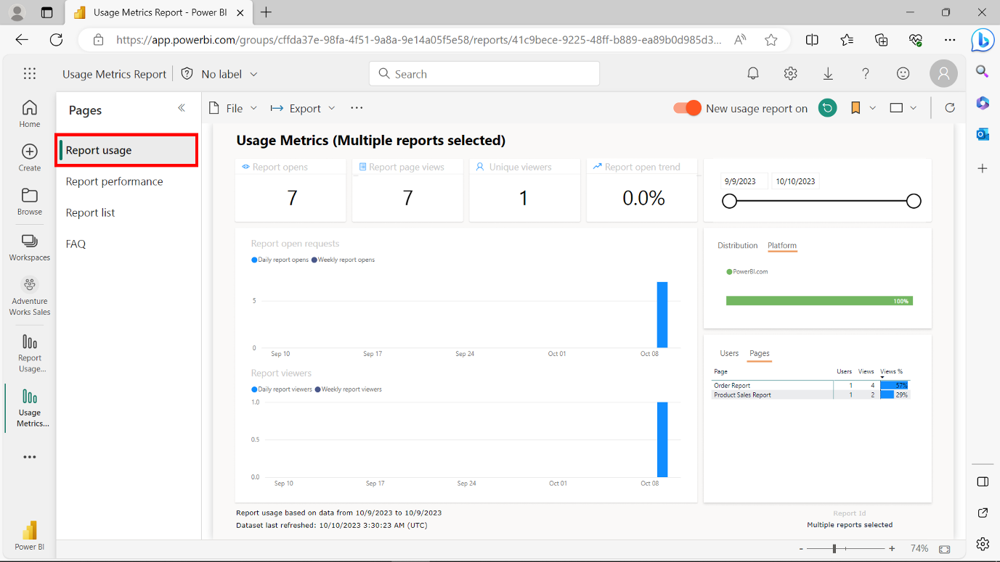 Usage Metrics Report - Power BI
https://app.powerbi.com/groups/cffda37e-98fa-4f51-9a8a-9e14a05f5e58/reports/41c9bece-9225-48ff-b889-ea89b0d985d3...
Usage Metrics Report
No label
Search
Home
Create
Browse
Workspaces
Adventure
Works Sales
Report
Usage...
Usage
Metrics...
Power BI
Pages
Report usage
Report performance
Report list
FAQ
File
Export
New usage report on
Usage Metrics (Multiple reports selected)
Report opens
7
Report page views
7
Unique viewers
1
Report open trend
0.0%
9/9/2023 10/10/2023
Report open requests
Daily report opens Weekly report opens
5
0
Sep 10 Sep 17 Sep 24 Oct 01 Oct 08
Report viewers
Daily report viewers Weekly report viewers
1.0
0.5
0.0
Sep 10 Sep 17 Sep 24 Oct 01 Oct 08
Distribution Platform
PowerBI.com
100%
Users Pages
Page Users Views Views %
Order Report 1 4 57%
Product Sales Report 1 2 29%
Report usage based on data from 10/9/2023 to 10/9/2023
Dataset last refreshed: 10/10/2023 3:30:23 AM (UTC)
Report Id
Multiple reports selected
- + 74%